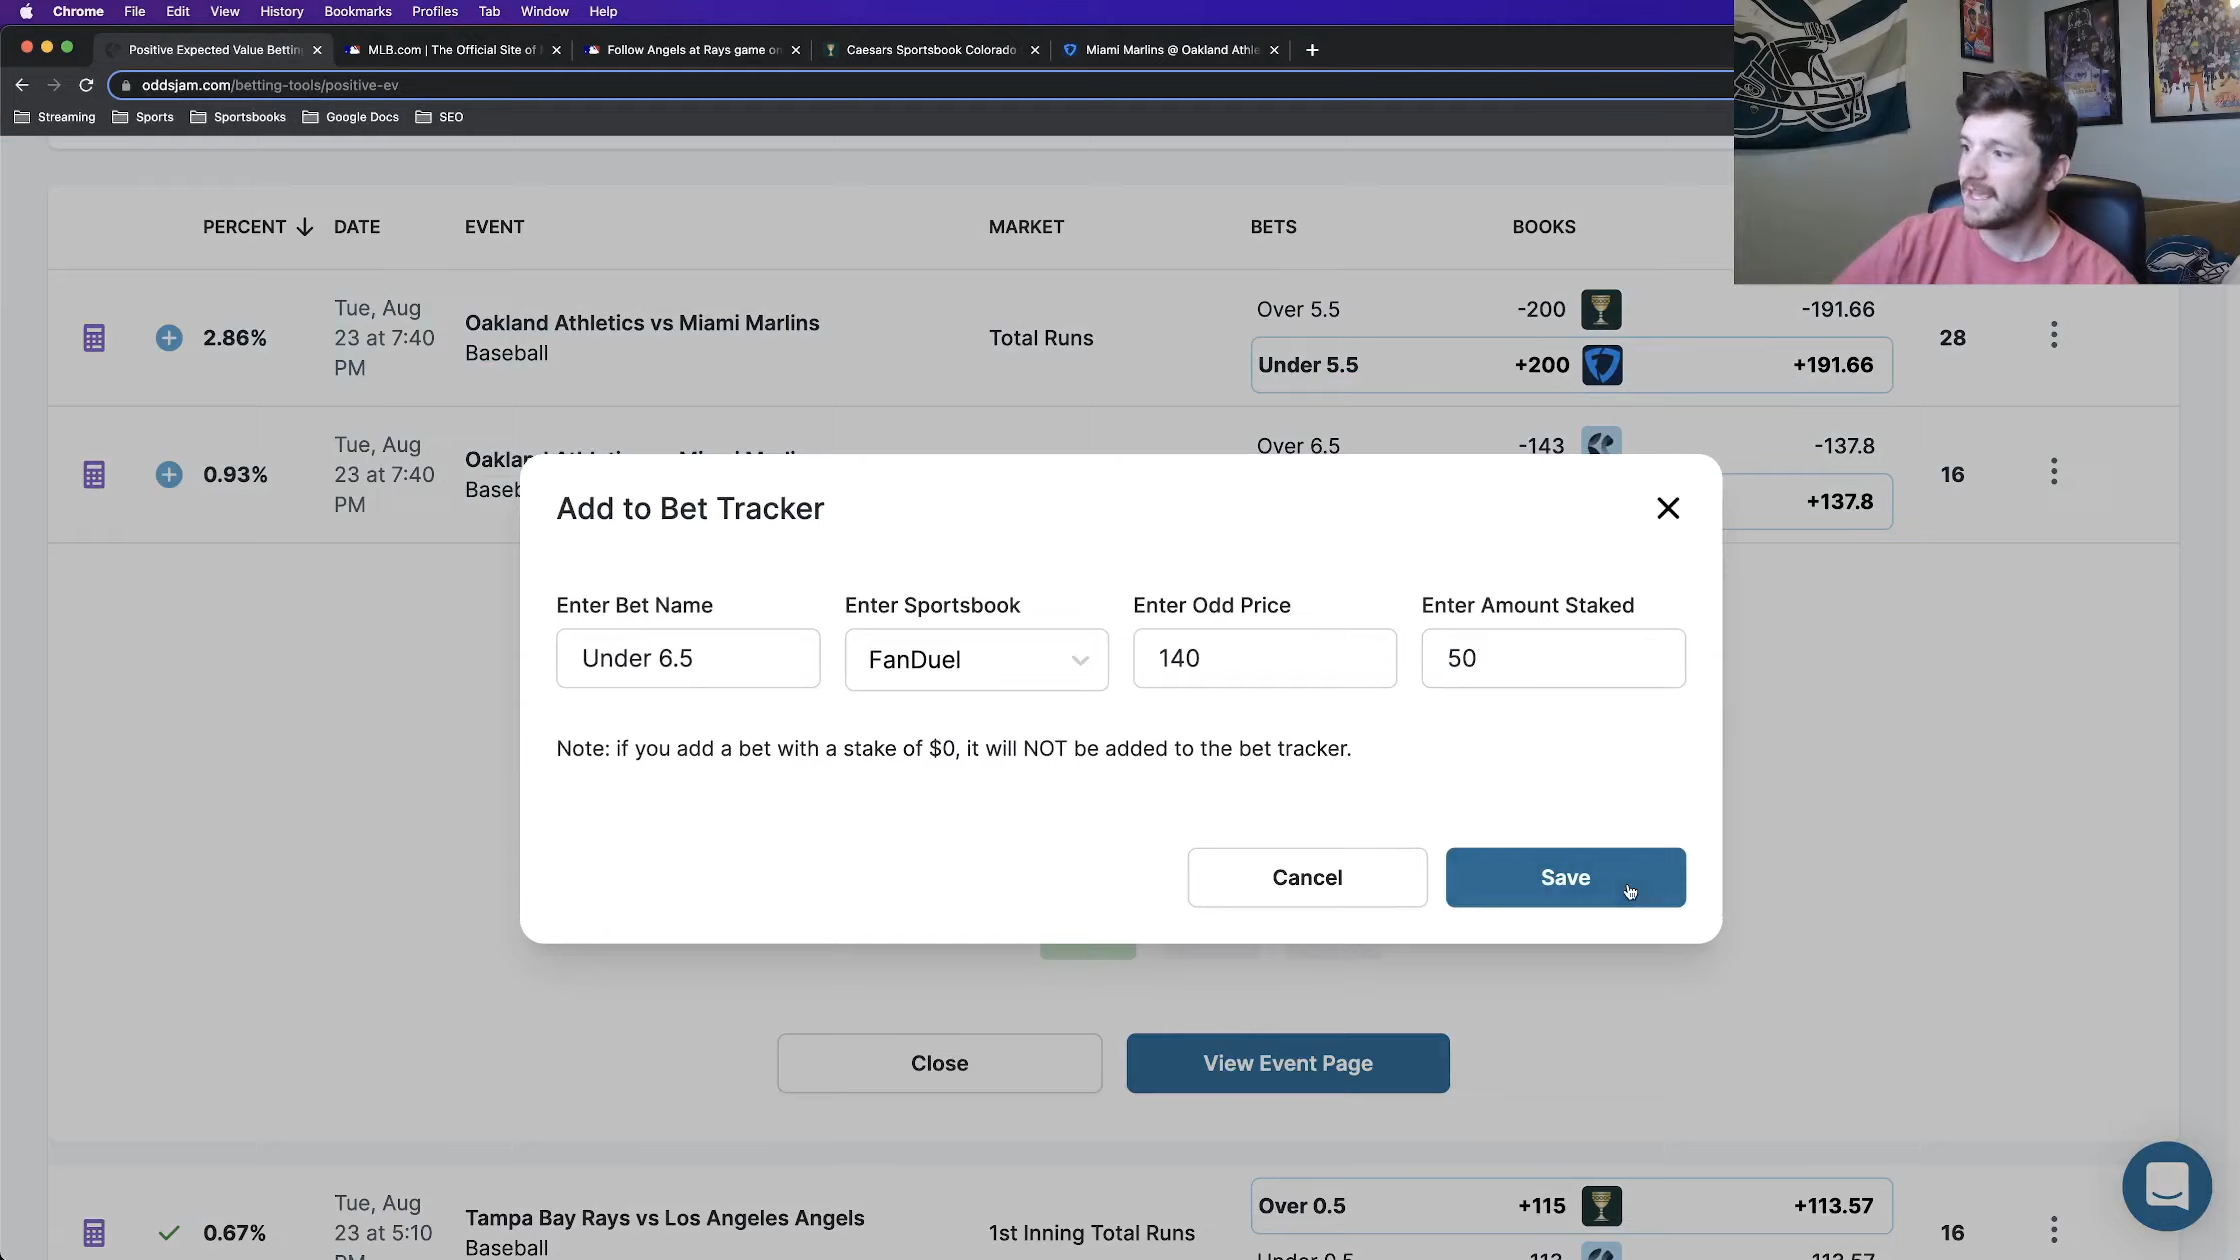 Chrome File Edit View History Bookmarks Profiles Tab Window Help
Positive Expected Value Bettin
MLB.com | The Official Site of
Follow Angels at Rays game on
Caesars Sportsbook Colorado
Miami Marlins @ Oakland Athle
oddsjam.com/betting-tools/positive-ev
Streaming Sports Sportsbooks Google Docs SEO
PERCENT DATE EVENT MARKET BETS BOOKS
2.86%
Tue, Aug
23 at 7:40
PM
Oakland Athletics vs Miami Marlins
Baseball
Total Runs
Over 5.5 -200 -191.66
Under 5.5 +200 +191.66
28
0.93%
Tue, Aug
23 at 7:40
PM
Over 6.5 -143 -137.8
+137.8
16
Add to Bet Tracker
Enter Bet Name Enter Sportsbook Enter Odd Price Enter Amount Staked
Under 6.5 FanDuel 140 50
Note: if you add a bet with a stake of $0, it will NOT be added to the bet tracker.
Cancel Save
Close View Event Page
0.67%
Tue, Aug
23 at 5:10
Tampa Bay Rays vs Los Angeles Angels
Baseball
1st Inning Total Runs
Over 0.5 +115 +113.57
16